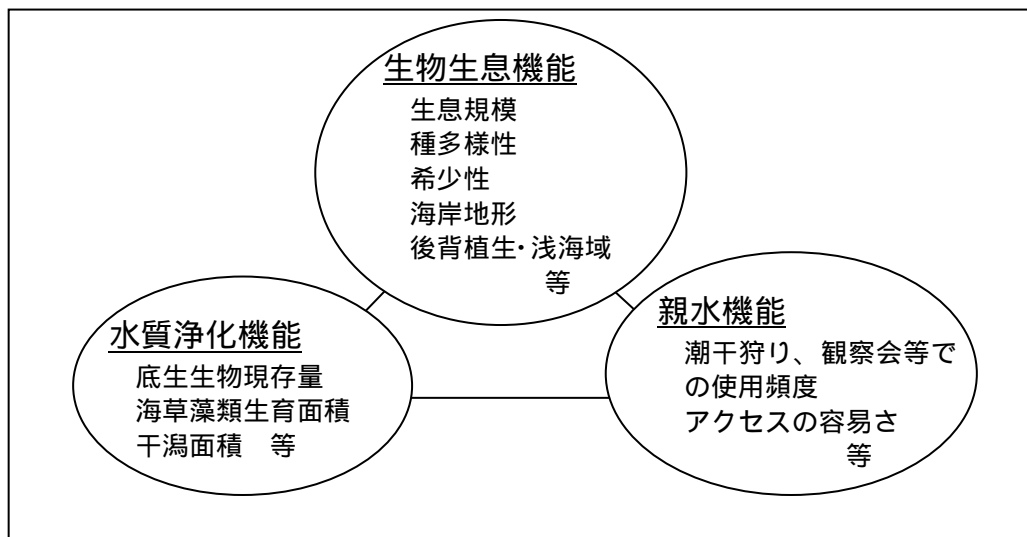 生物生息機能
生息規模
種多様性
希少性
海岸地形
後背植生・浅海域
等
水質浄化機能
底生生物現存量
海草藻類生育面積
干潟面積　等
親水機能
潮干狩り、観察会等で
の使用頻度
アクセスの容易さ
等